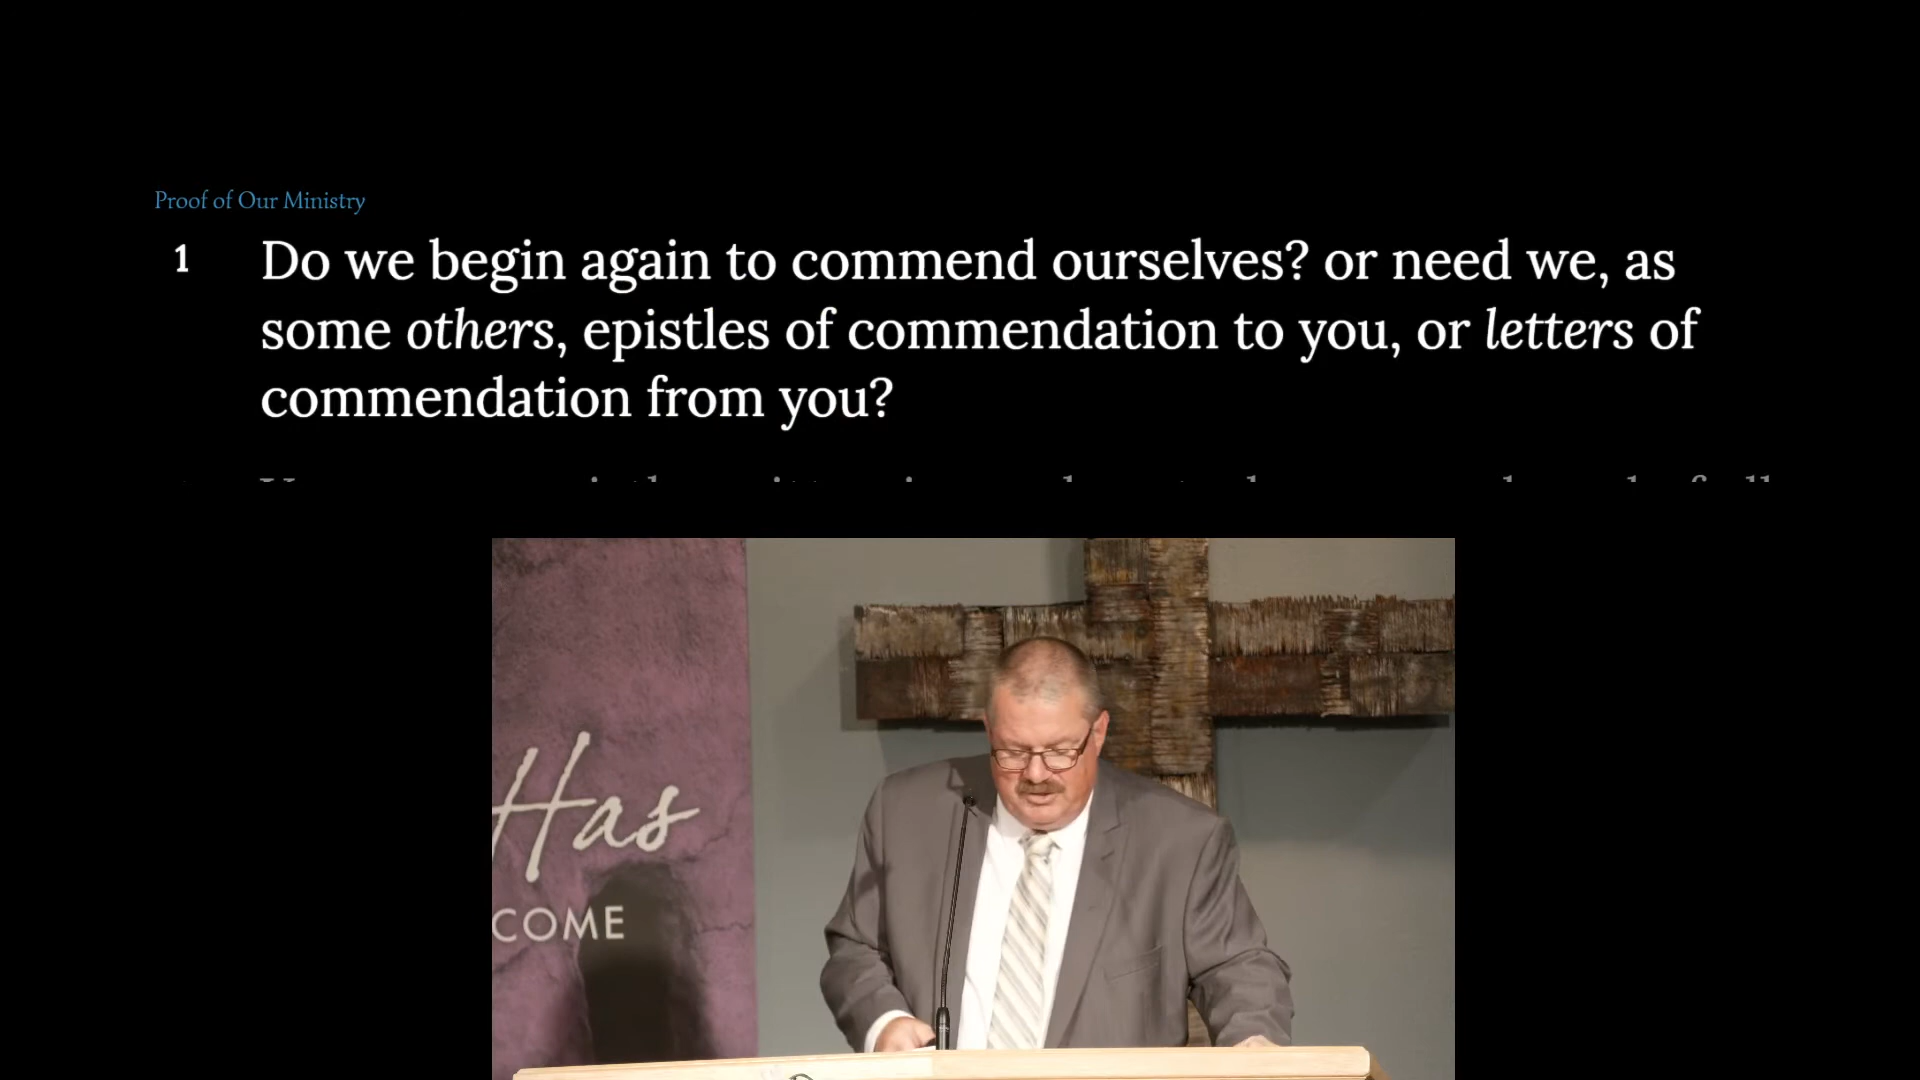 Proof of Our Ministry
1 Do we begin again to commend ourselves? or need we, as
some others, epistles of commendation to you, or letters of
commendation from you?
Has
COME